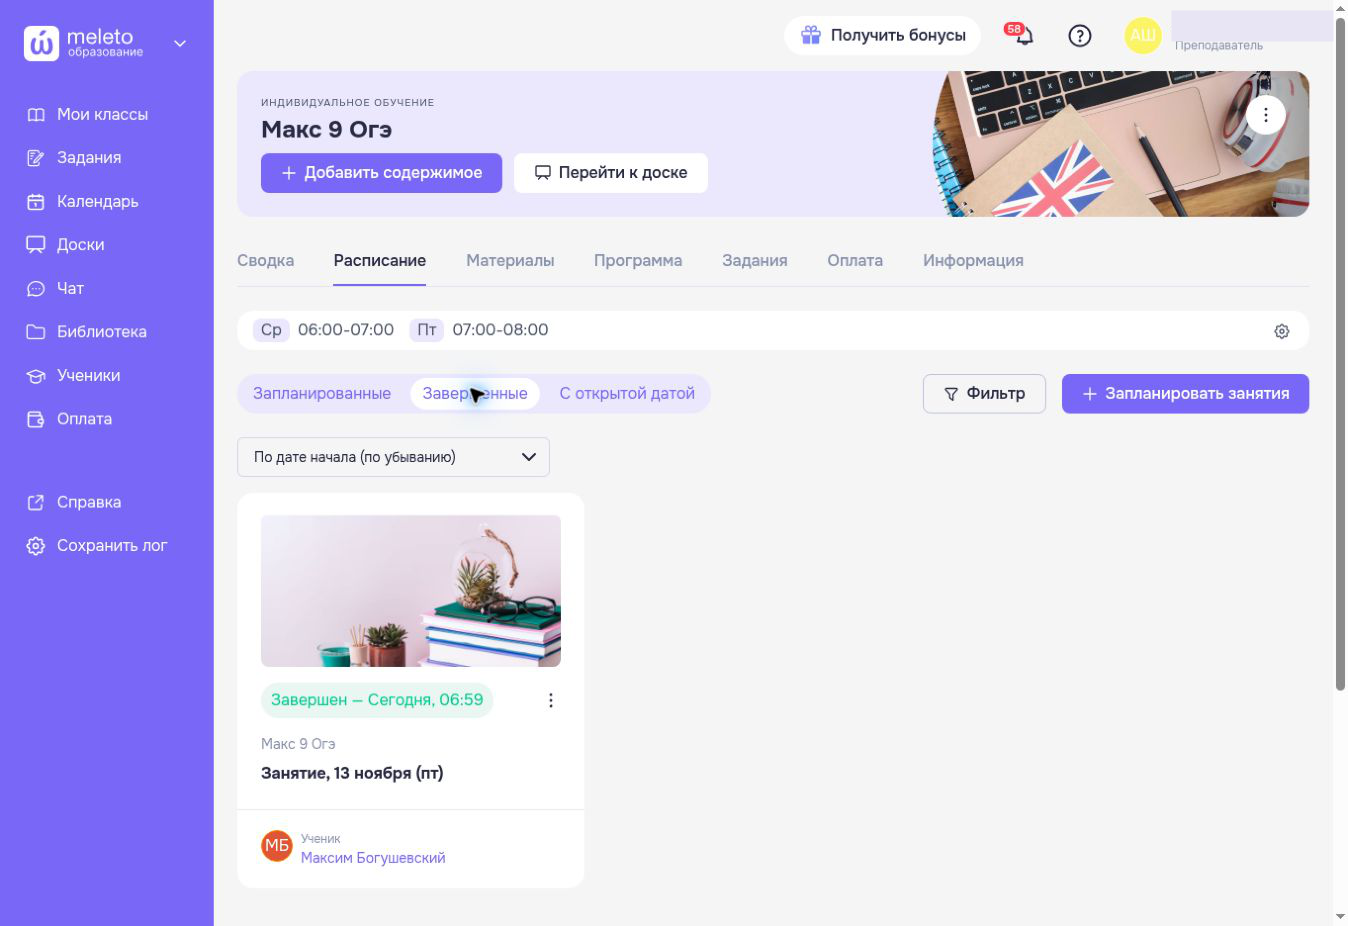 meleto
образование
Получить бонусы
58
АШ
Преподаватель
Мои классы
Задания
Календарь
Доски
Чат
Библиотека
Ученики
Оплата
Справка
Сохранить лог
ИНДИВИДУАЛЬНОЕ ОБУЧЕНИЕ
Макс 9 Огэ
Добавить содержимое
Перейти к доске
Сводка Расписание Материалы Программа Задания Оплата Информация
Ср 06:00-07:00 Пт 07:00-08:00
Запланированные Завершенные С открытой датой
Фильтр
Запланировать занятия
По дате начала (по убыванию)
Завершен — Сегодня, 06:59
Макс 9 Огэ
Занятие, 13 ноября (пт)
МБ
Ученик
Максим Богушевский